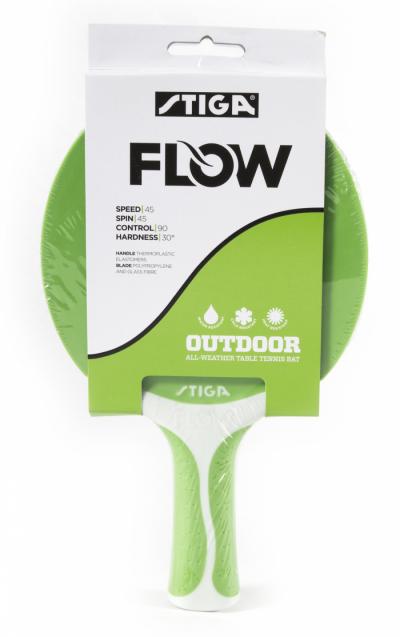 STIGA®
FLOW
SPEED|45
SPIN|45
CONTROL|90
HARDNESS|30°
HANDLE THERMOPLASTIC
ELASTOMERS
BLADE POLYPROPYLENE
AND GLASS FIBRE
OUTDOOR
ALL-WEATHER TABLE TENNIS BAT
STIGA
FLOW